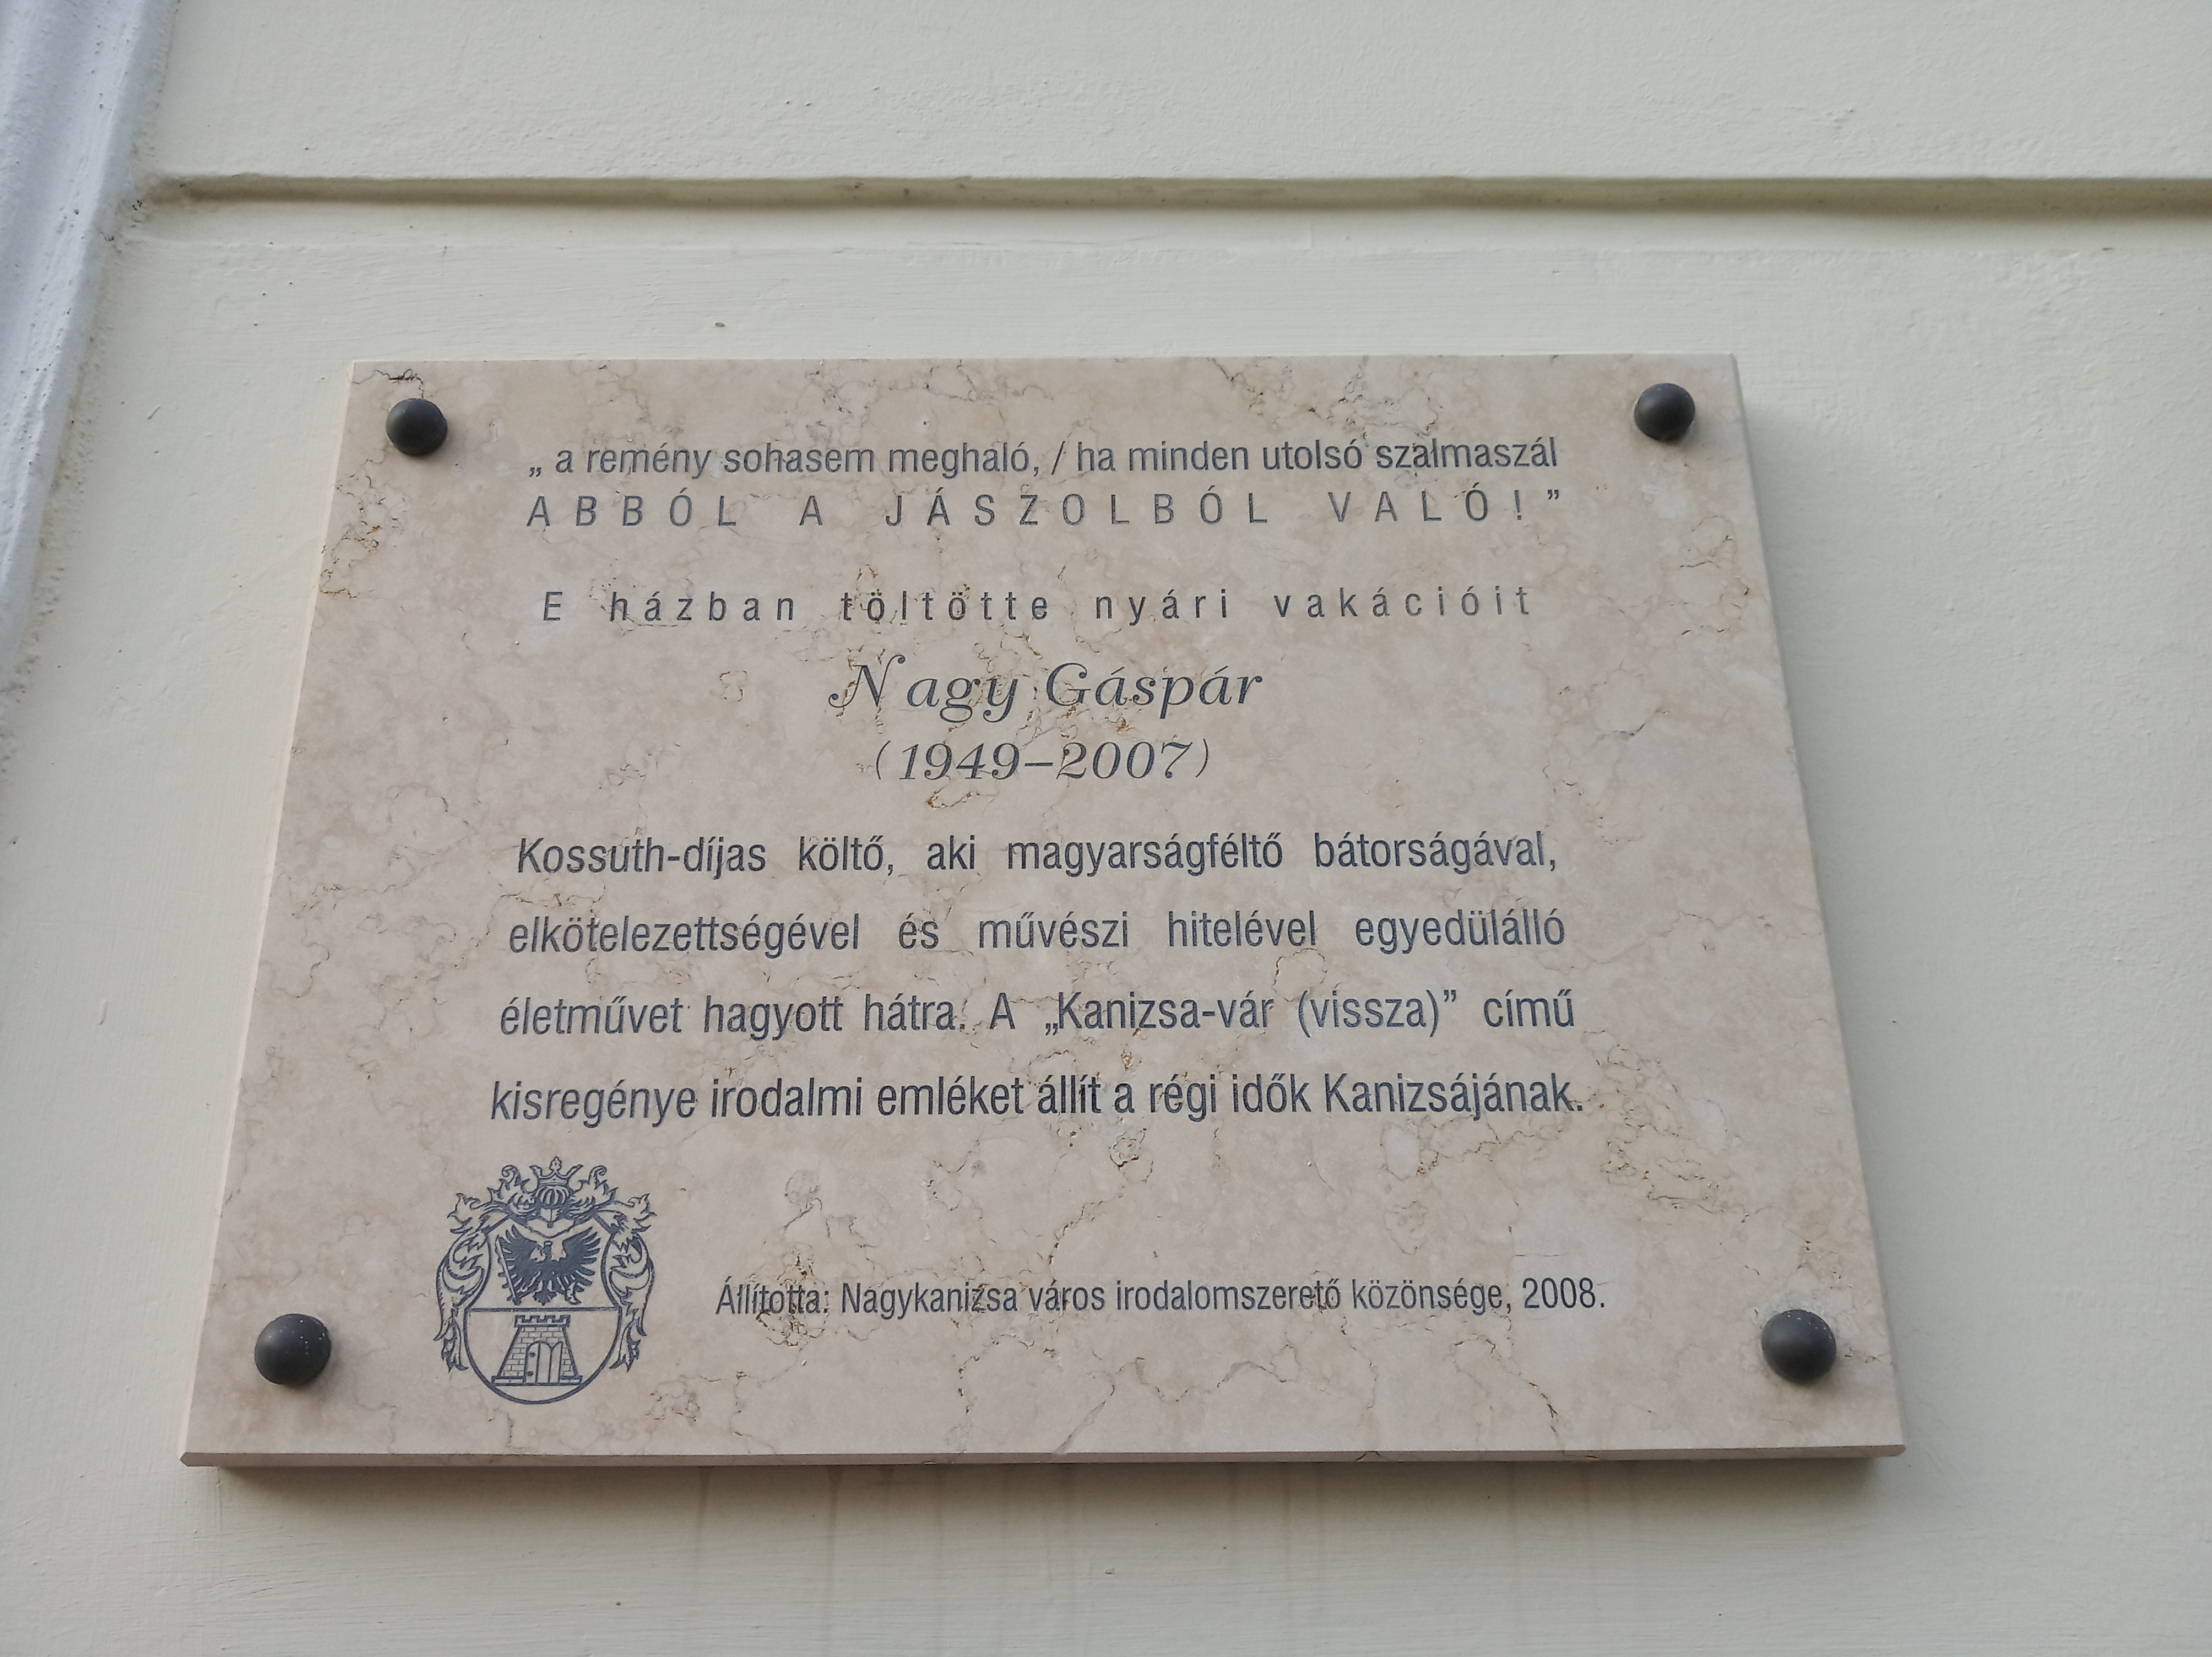 „ a remény sohasem meghaló, / ha minden utolsó szalmaszál
ABBÓL A JÁSZOLBÓL VALÓ!”
E házban töltötte nyári vakációit
Nagy Gáspár
(1949–2007)
Kossuth-díjas költő, aki magyarságféltő bátorságával,
elkötelezettségével és művészi hitelével egyedülálló
életművet hagyott hátra. A „Kanizsa-vár (vissza)” című
kisregénye irodalmi emléket állít a régi idők Kanizsájának.
Állította: Nagykanizsa város irodalomszerető közönsége, 2008.